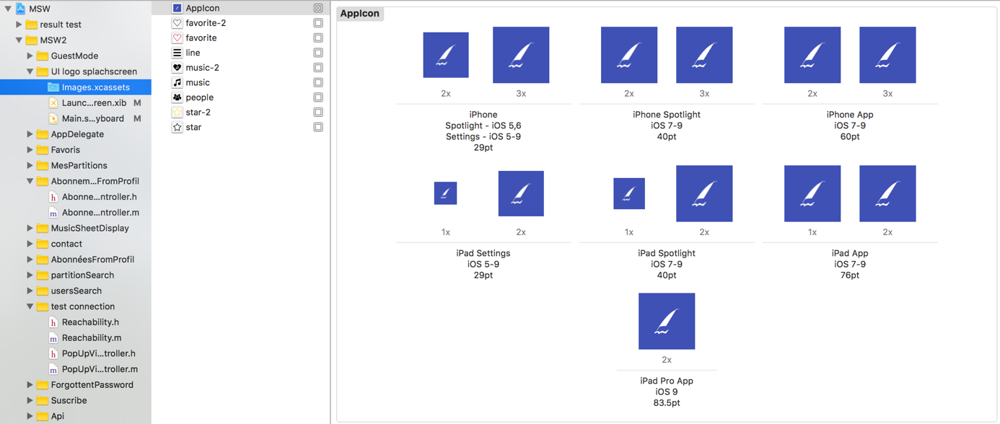 MSW
result test
MSW2
GuestMode
UI logo splachscreen
Images.xcassets
Launc...reen.xib M
Main.s...yboard M
AppDelegate
Favoris
MesPartitions
Abonnem...FromProfil
Abonne...ntroller.h
Abonne...ntroller.m
MusicSheetDisplay
contact
AbonnéesFromProfil
partitionSearch
usersSearch
test connection
Reachability.h
Reachability.m
PopUpVi...troller.h
PopUpVi...troller.m
ForgottentPassword
Suscribe
Api
AppIcon
favorite-2
favorite
line
music-2
music
people
star-2
star
AppIcon
2x 3x
iPhone
Spotlight - iOS 5,6
Settings - iOS 5-9
29pt
2x 3x
iPhone Spotlight
iOS 7-9
40pt
2x 3x
iPhone App
iOS 7-9
60pt
1x 2x
iPad Settings
iOS 5-9
29pt
1x 2x
iPad Spotlight
iOS 7-9
40pt
1x 2x
iPad App
iOS 7-9
76pt
2x
iPad Pro App
iOS 9
83.5pt